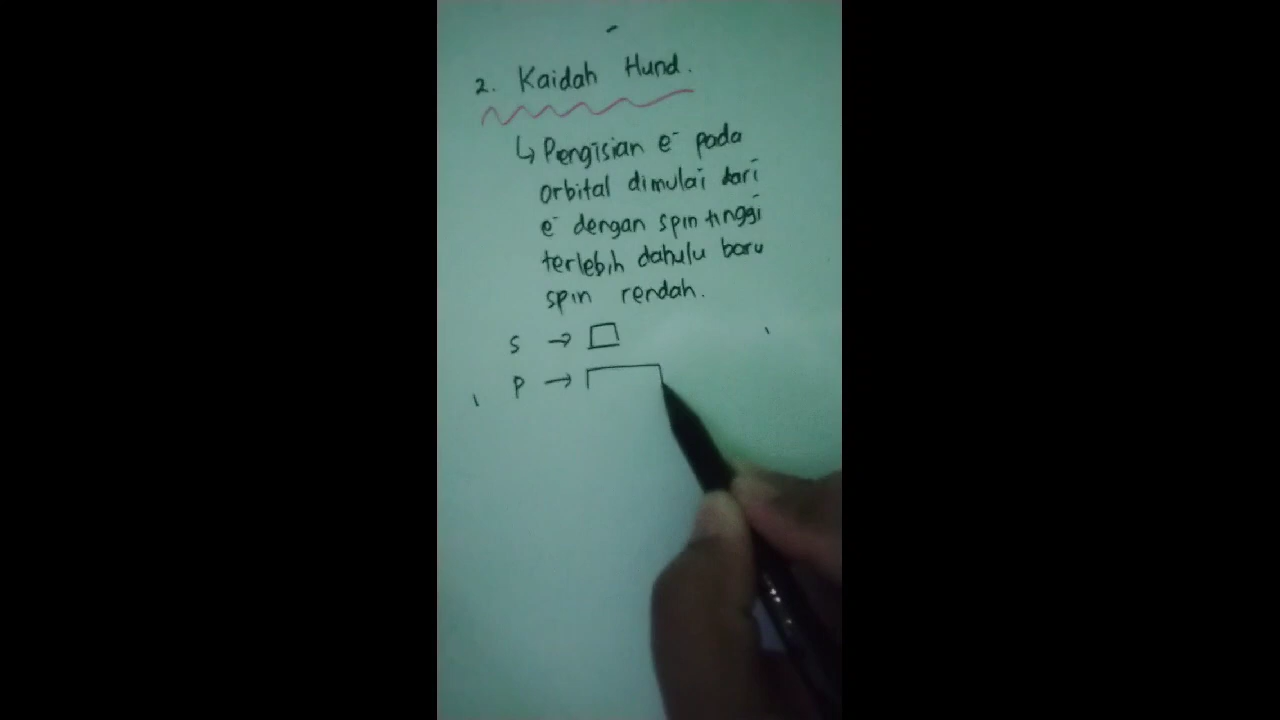 2. Kaidah Hund.
↳ Pengisian e⁻ pada
orbital dimulai dari
e⁻ dengan spin tinggi
terlebih dahulu baru
spin rendah.
S →
P →